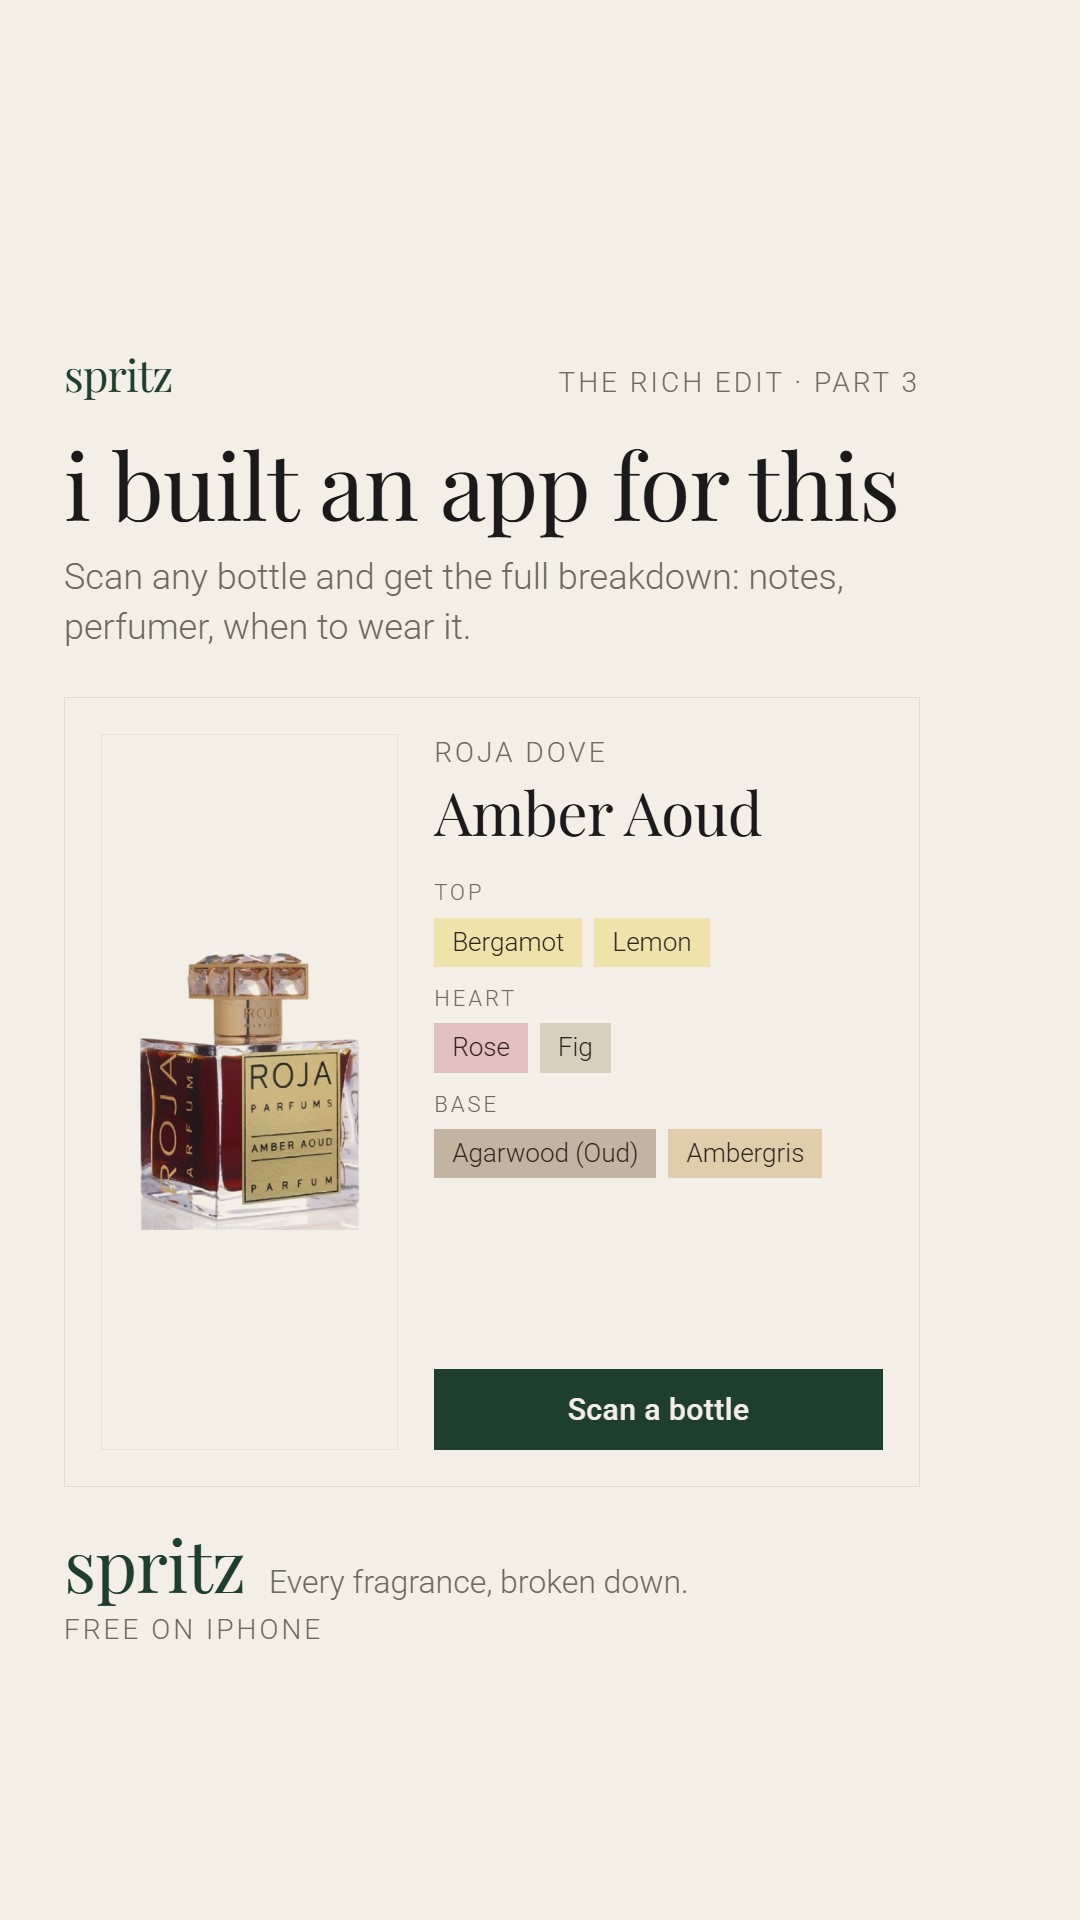 spritz
THE RICH EDIT · PART 3
i built an app for this
Scan any bottle and get the full breakdown: notes,
perfumer, when to wear it.
ROJA DOVE
Amber Aoud
TOP
Bergamot Lemon
HEART
Rose Fig
BASE
Agarwood (Oud) Ambergris
ROJA
ROJA
PARFUMS
AMBER AOUD
PARFUM
ROJA
Scan a bottle
spritz Every fragrance, broken down.
FREE ON IPHONE